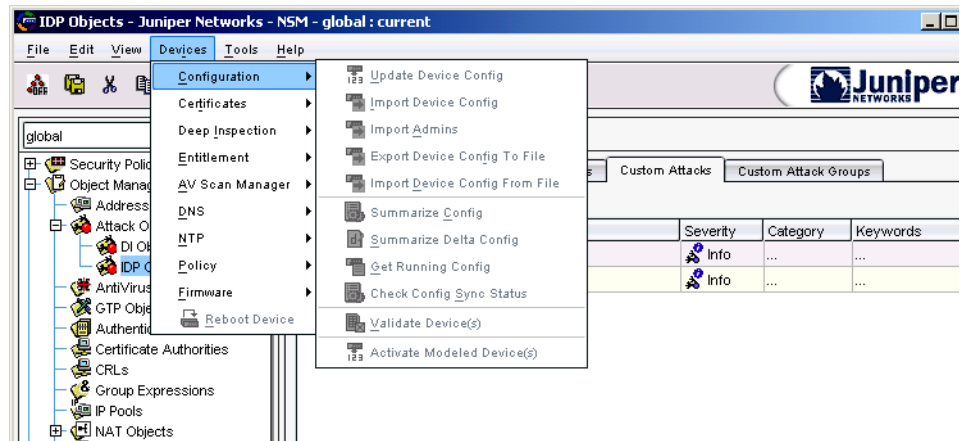 IDP Objects - Juniper Networks - NSM - global : current
File Edit View Devices Tools Help
OFF
Juniper
NETWORKS
global
Security Polic
Object Manag
Address
Attack O
DI Ob
IDP O
AntiVirus
GTP Obje
Authentic
Certificate Authorities
CRLs
Group Expressions
IP Pools
NAT Objects
Configuration
Certificates
Deep Inspection
Entitlement
AV Scan Manager
DNS
NTP
Policy
Firmware
Reboot Device
Update Device Config
Import Device Config
Import Admins
Export Device Config To File
Import Device Config From File
Summarize Config
Summarize Delta Config
Get Running Config
Check Config Sync Status
Validate Device(s)
Activate Modeled Device(s)
s Custom Attacks Custom Attack Groups
Severity Category Keywords
Info ... ...
Info ... ...